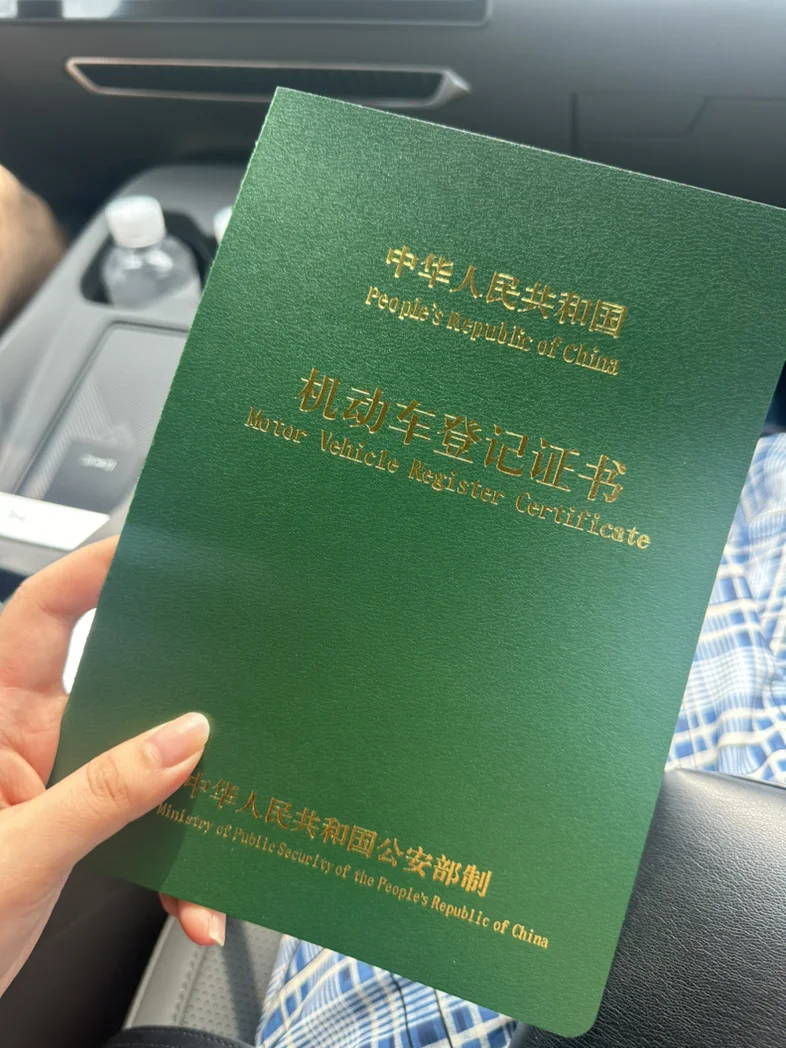 中华人民共和国
People's Republic of China
机动车登记证书
Motor Vehicle Register Certificate
中华人民共和国公安部制
Ministry of Public Security of the People's Republic of China